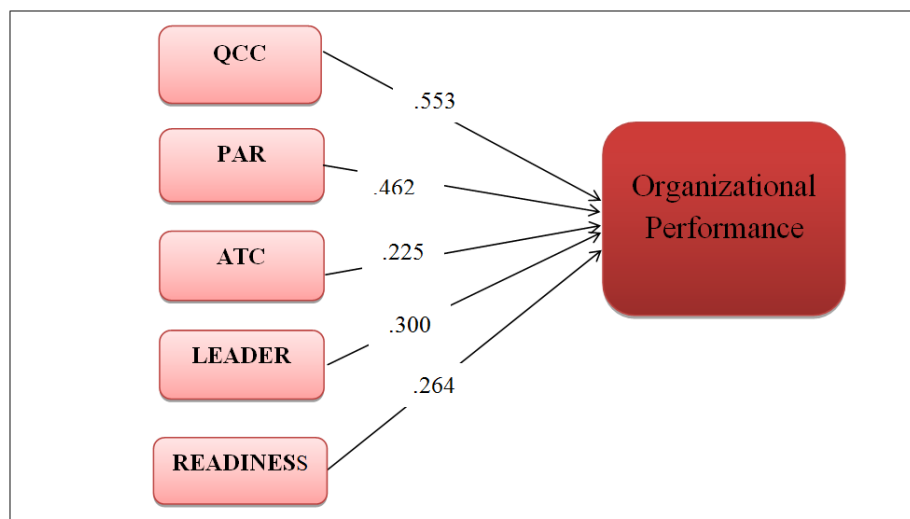 QCC
.553
PAR
.462
ATC
.225
LEADER
.300
READINESS
.264
Organizational
Performance